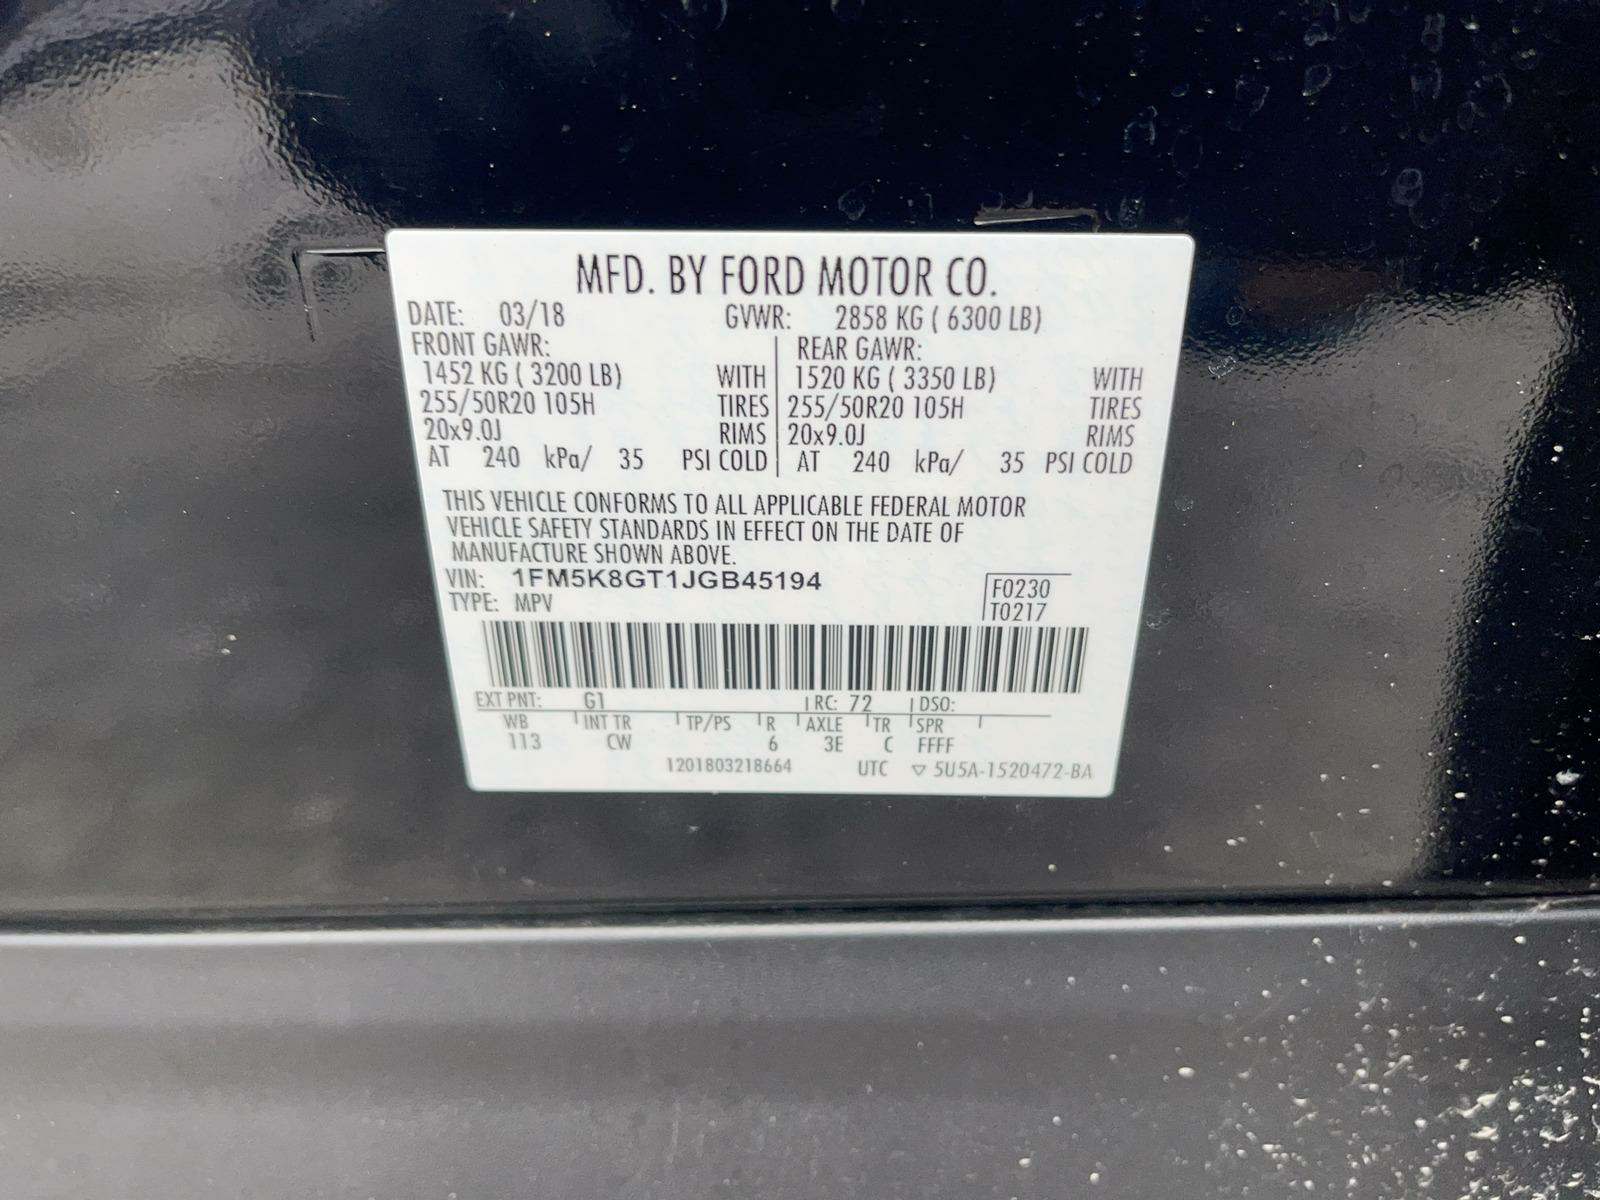 MFD. BY FORD MOTOR CO.
DATE: 03/18 GVWR: 2858 KG ( 6300 LB)
FRONT GAWR: REAR GAWR:
1452 KG ( 3200 LB) WITH 1520 KG ( 3350 LB) WITH
255/50R20 105H TIRES 255/50R20 105H TIRES
20x9.0J RIMS 20x9.0J RIMS
AT 240 kPa/ 35 PSI COLD AT 240 kPa/ 35 PSI COLD
THIS VEHICLE CONFORMS TO ALL APPLICABLE FEDERAL MOTOR
VEHICLE SAFETY STANDARDS IN EFFECT ON THE DATE OF
MANUFACTURE SHOWN ABOVE.
VIN: 1FM5K8GT1JGB45194 F0230
TYPE: MPV T0217
EXT PNT: G1 RC: 72 DSO:
WB INT TR TP/PS R AXLE TR SPR
113 CW 6 3E C FFFF
1201803218664 UTC ▽ 5U5A-1520472-BA